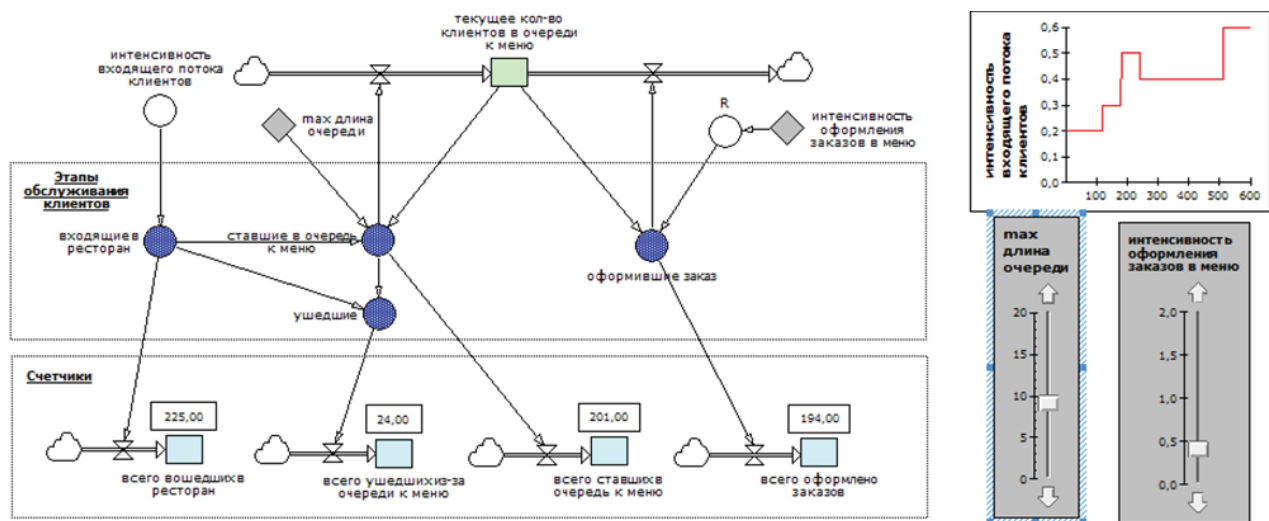 интенсивность
входящего потока
клиентов
текущее кол-во
клиентов в очереди
к меню
max длина
очереди
R
интенсивность
оформления
заказов в меню
Этапы
обслуживания
клиентов
входящие в
ресторан
ставшие в очередь
к меню
оформившие заказ
ушедшие
Счетчики
225,00
24,00
201,00
194,00
всего вошедших в
ресторан
всего ушедших из-за
очереди к меню
всего ставших в
очередь к меню
всего оформлено
заказов
интенсивность
входящего потока
клиентов
0,6
0,5
0,4
0,3
0,2
0,1
0,0
100 200 300 400 500 600
max
длина
очереди
20
15
10
5
0
интенсивность
оформления
заказов в меню
2,0
1,5
1,0
0,5
0,0